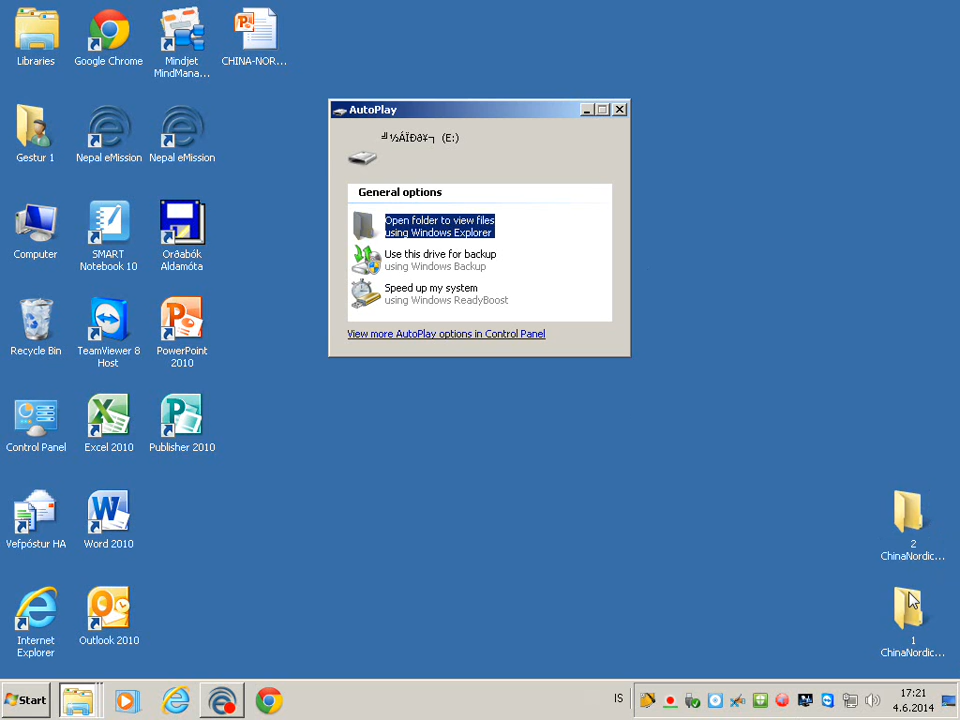 Libraries
Google Chrome
Mindjet
MindMana...
CHINA-NOR...
Gestur 1
Nepal eMission
Nepal eMission
Computer
SMART
Notebook 10
Orðabók
Aldamóta
Recycle Bin
TeamViewer 8
Host
PowerPoint
2010
Control Panel
Excel 2010
Publisher 2010
Vefpóstur HA
Word 2010
Internet
Explorer
Outlook 2010
AutoPlay
╝½ÁÏÐð¥¬ (E:)
General options
Open folder to view files
using Windows Explorer
Use this drive for backup
using Windows Backup
Speed up my system
using Windows ReadyBoost
View more AutoPlay options in Control Panel
2
ChinaNordic...
1
ChinaNordic...
Start
IS
17:21
4.6.2014